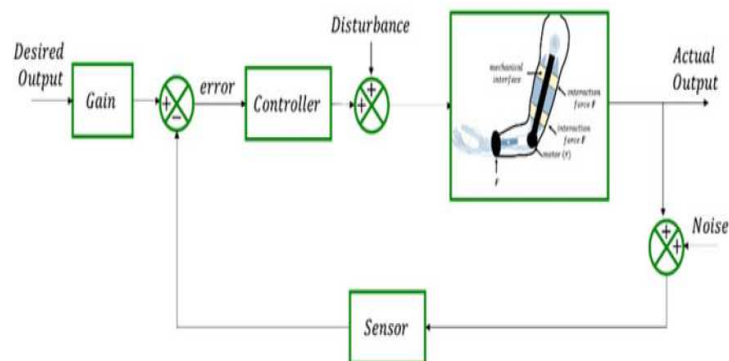 Disturbance
Desired
Output
Gain
+
−
error
Controller
+
+
mechanical
interface
interaction
force F
interaction
force F
motor (τ)
F
Actual
Output
+
+
Noise
Sensor